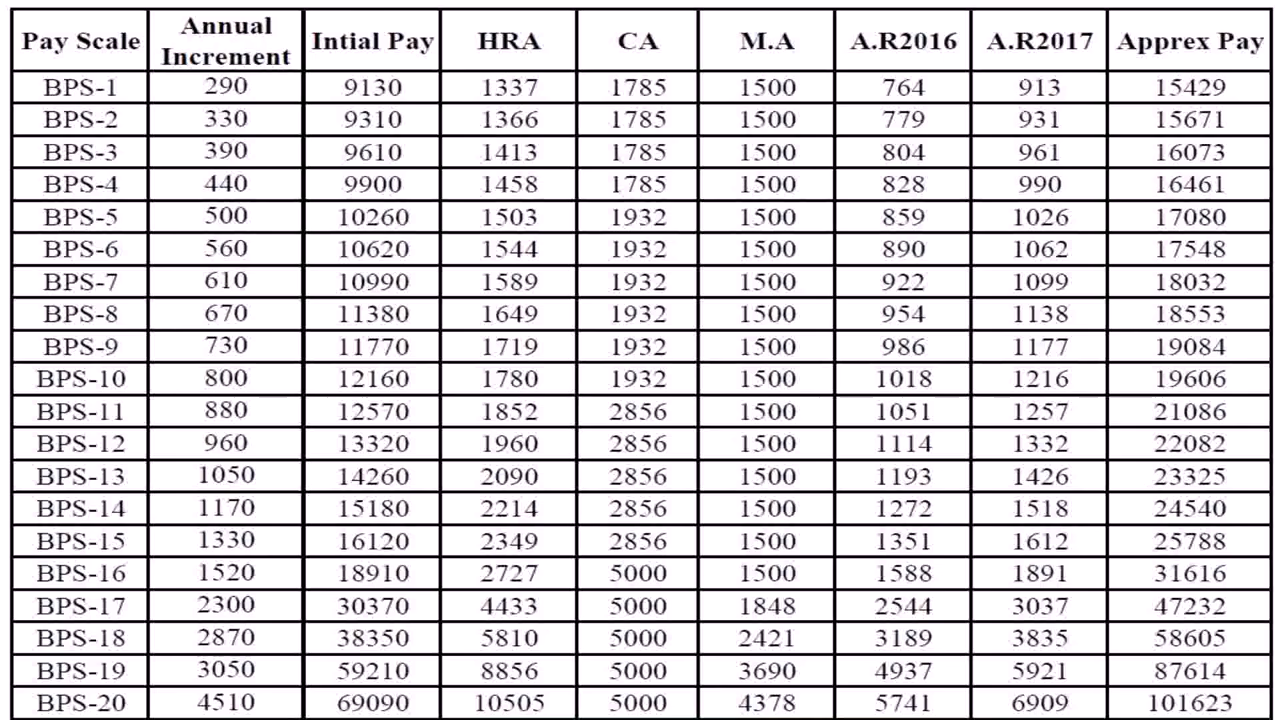 Pay Scale Annual Increment Intial Pay HRA CA M.A A.R2016 A.R2017 Apprex Pay
BPS-1 290 9130 1337 1785 1500 764 913 15429
BPS-2 330 9310 1366 1785 1500 779 931 15671
BPS-3 390 9610 1413 1785 1500 804 961 16073
BPS-4 440 9900 1458 1785 1500 828 990 16461
BPS-5 500 10260 1503 1932 1500 859 1026 17080
BPS-6 560 10620 1544 1932 1500 890 1062 17548
BPS-7 610 10990 1589 1932 1500 922 1099 18032
BPS-8 670 11380 1649 1932 1500 954 1138 18553
BPS-9 730 11770 1719 1932 1500 986 1177 19084
BPS-10 800 12160 1780 1932 1500 1018 1216 19606
BPS-11 880 12570 1852 2856 1500 1051 1257 21086
BPS-12 960 13320 1960 2856 1500 1114 1332 22082
BPS-13 1050 14260 2090 2856 1500 1193 1426 23325
BPS-14 1170 15180 2214 2856 1500 1272 1518 24540
BPS-15 1330 16120 2349 2856 1500 1351 1612 25788
BPS-16 1520 18910 2727 5000 1500 1588 1891 31616
BPS-17 2300 30370 4433 5000 1848 2544 3037 47232
BPS-18 2870 38350 5810 5000 2421 3189 3835 58605
BPS-19 3050 59210 8856 5000 3690 4937 5921 87614
BPS-20 4510 69090 10505 5000 4378 5741 6909 101623